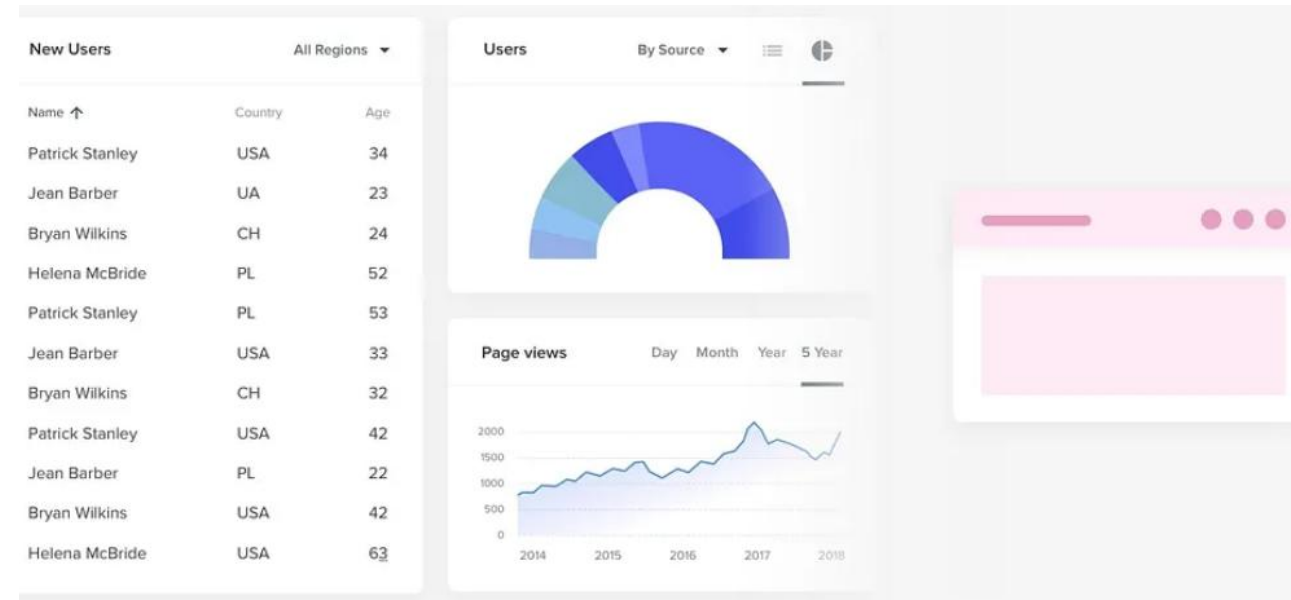 New Users All Regions
Name Country Age
Patrick Stanley USA 34
Jean Barber UA 23
Bryan Wilkins CH 24
Helena McBride PL 52
Patrick Stanley PL 53
Jean Barber USA 33
Bryan Wilkins CH 32
Patrick Stanley USA 42
Jean Barber PL 22
Bryan Wilkins USA 42
Helena McBride USA 63
Users By Source
Page views Day Month Year 5 Year
2000
1500
1000
500
0
2014 2015 2016 2017 2018